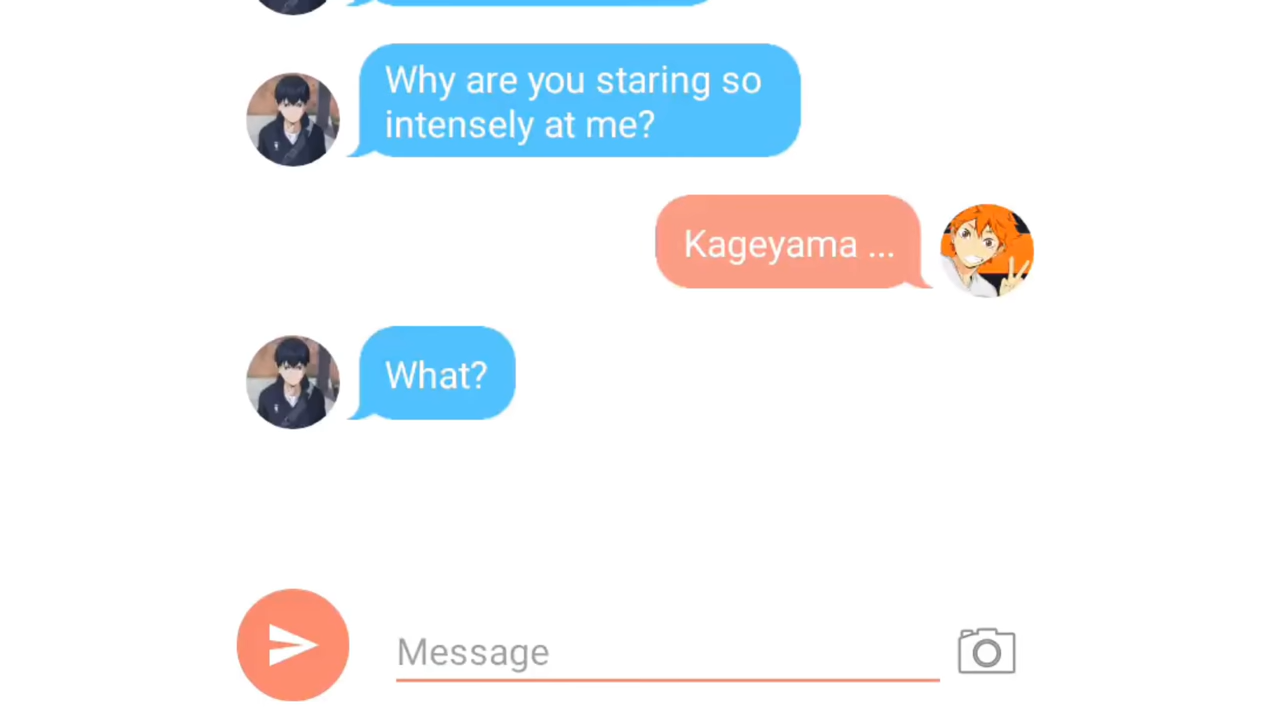 Why are you staring so
intensely at me?
Kageyama ...
What?
Message